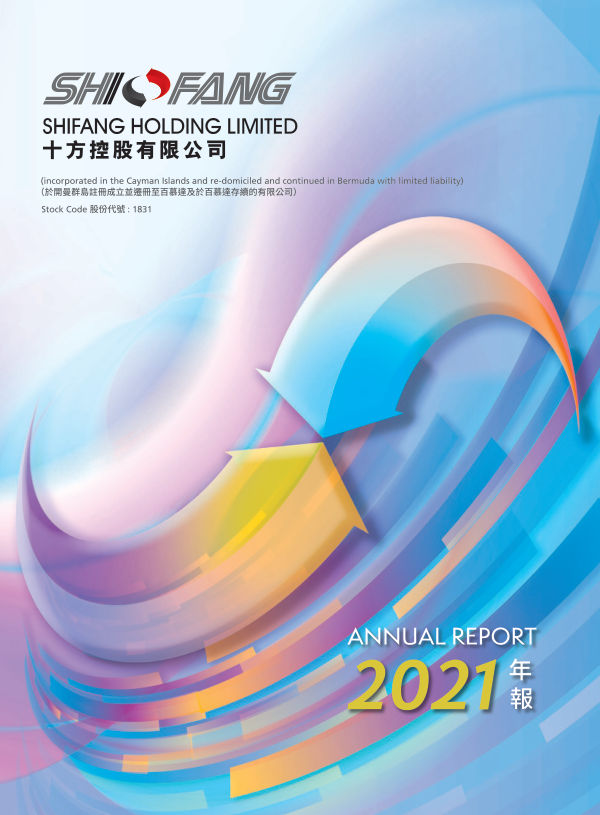 SHIFANG
SHIFANG HOLDING LIMITED
十方控股有限公司
(incorporated in the Cayman Islands and re-domiciled and continued in Bermuda with limited liability)
(於開曼群島註冊成立並遷冊至百慕達及於百慕達存續的有限公司)
Stock Code 股份代號 : 1831
ANNUAL REPORT
2021 年報